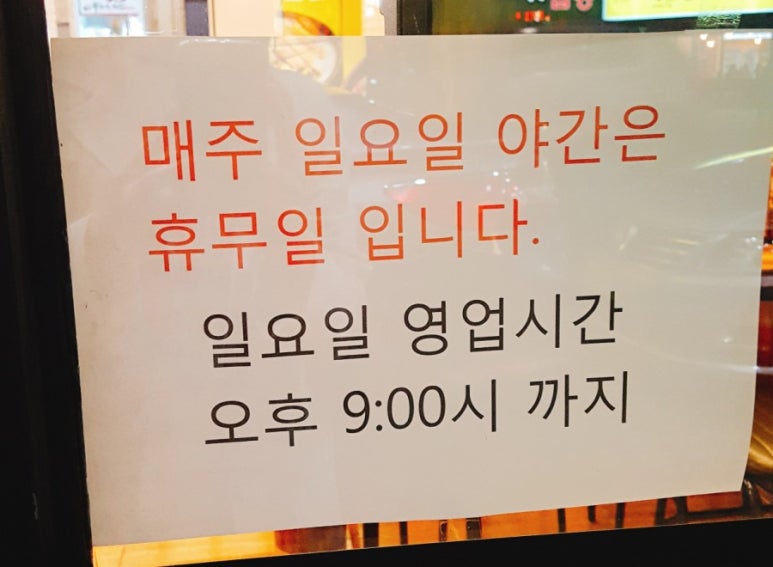 매주 일요일 야간은
휴무일 입니다.
일요일 영업시간
오후 9:00시 까지